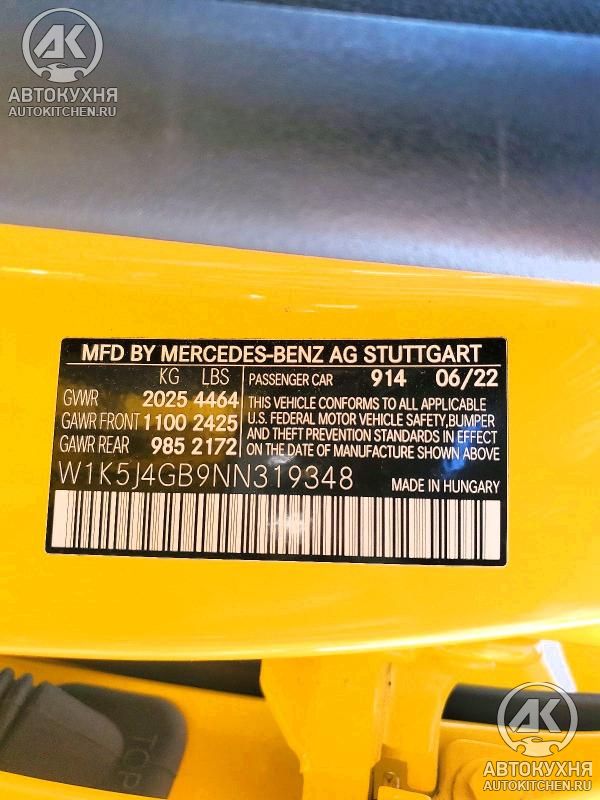 AK
АВТОКУХНЯ
AUTOKITCHEN.RU
MFD BY MERCEDES-BENZ AG STUTTGART
KG LBS
GVWR 2025 4464
GAWR FRONT 1100 2425
GAWR REAR 985 2172
PASSENGER CAR 914 06/22
THIS VEHICLE CONFORMS TO ALL APPLICABLE
U.S. FEDERAL MOTOR VEHICLE SAFETY,BUMPER
AND THEFT PREVENTION STANDARDS IN EFFECT
ON THE DATE OF MANUFACTURE SHOWN ABOVE
W1K5J4GB9NN319348 MADE IN HUNGARY
TOP
AK
АВТОКУХНЯ
AUTOKITCHEN.RU